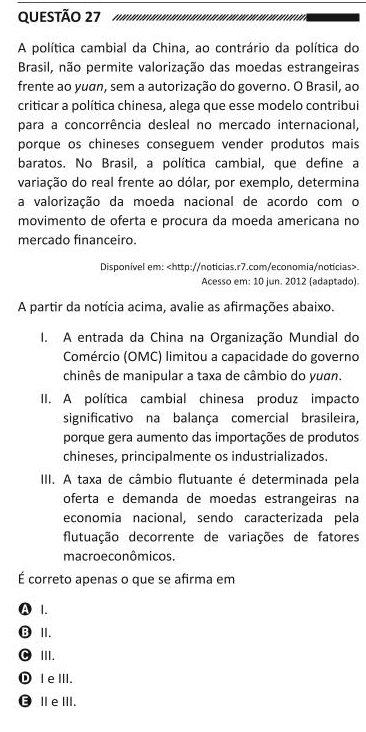 QUESTÃO 27
A política cambial da China, ao contrário da política do
Brasil, não permite valorização das moedas estrangeiras
frente ao yuan, sem a autorização do governo. O Brasil, ao
criticar a política chinesa, alega que esse modelo contribui
para a concorrência desleal no mercado internacional,
porque os chineses conseguem vender produtos mais
baratos. No Brasil, a política cambial, que define a
variação do real frente ao dólar, por exemplo, determina
a valorização da moeda nacional de acordo com o
movimento de oferta e procura da moeda americana no
mercado financeiro.
Disponível em: <http://noticias.r7.com/economia/noticias>.
Acesso em: 10 jun. 2012 (adaptado).
A partir da notícia acima, avalie as afirmações abaixo.
I. A entrada da China na Organização Mundial do
Comércio (OMC) limitou a capacidade do governo
chinês de manipular a taxa de câmbio do yuan.
II. A política cambial chinesa produz impacto
significativo na balança comercial brasileira,
porque gera aumento das importações de produtos
chineses, principalmente os industrializados.
III. A taxa de câmbio flutuante é determinada pela
oferta e demanda de moedas estrangeiras na
economia nacional, sendo caracterizada pela
flutuação decorrente de variações de fatores
macroeconômicos.
É correto apenas o que se afirma em
A I.
B II.
C III.
D I e III.
E II e III.